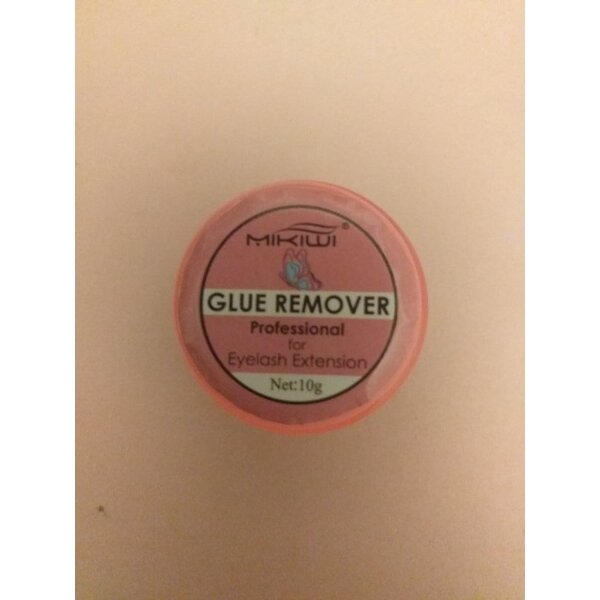 MIKIWI®
GLUE REMOVER
Professional
for
Eyelash Extension
Net:10g